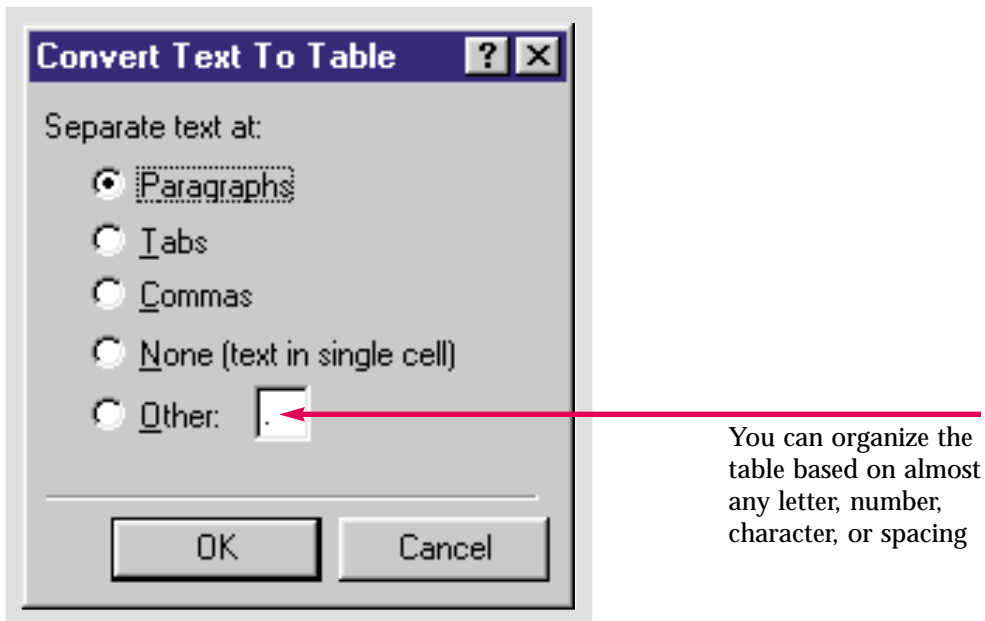 Convert Text To Table
Separate text at:
Paragraphs
Tabs
Commas
None (text in single cell)
Other: .
You can organize the
table based on almost
any letter, number,
character, or spacing
OK Cancel